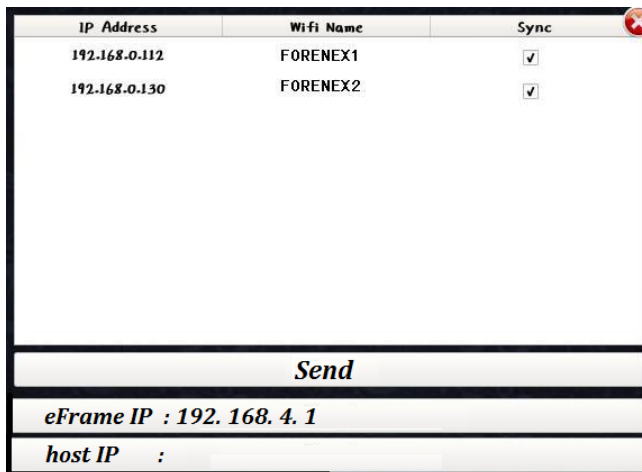 IP Address Wifi Name Sync
192.168.0.112 FORENEX1
192.168.0.130 FORENEX2
Send
eFrame IP : 192. 168. 4. 1
host IP :